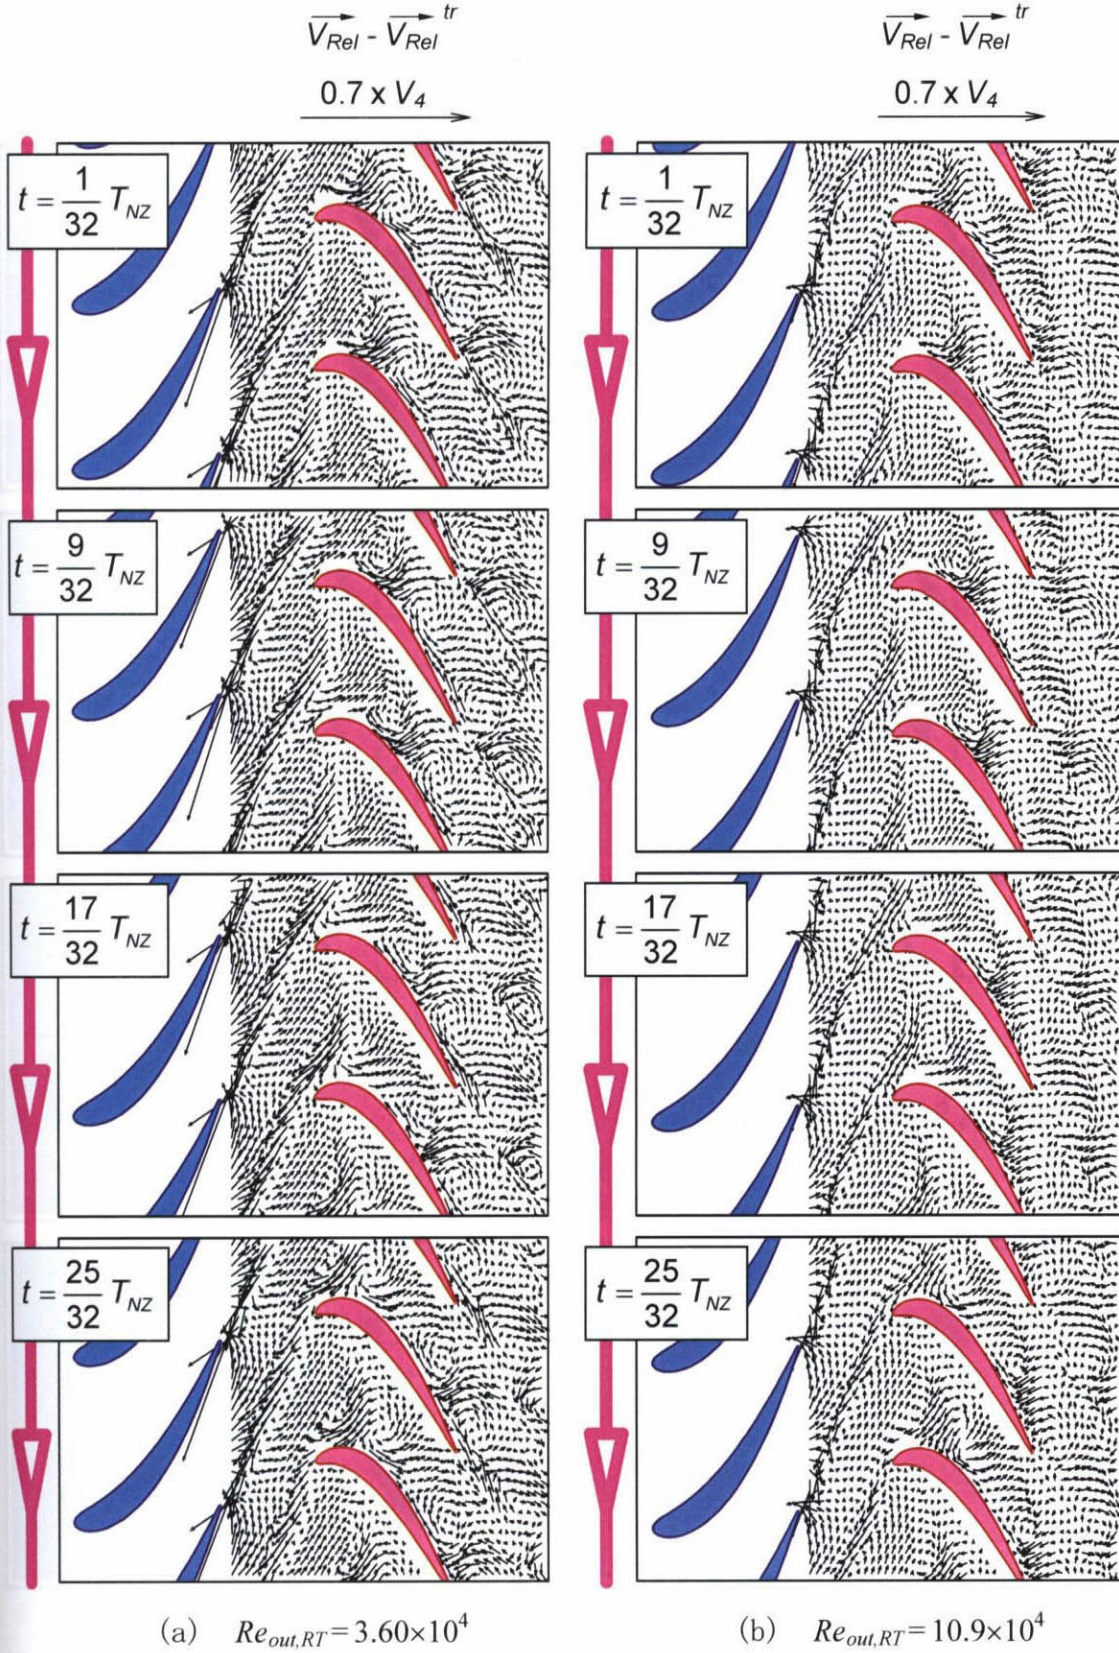 V_Rel - V_Rel^tr
0.7 x V_4
V_Rel - V_Rel^tr
0.7 x V_4
t = 1/32 T_NZ
t = 1/32 T_NZ
t = 9/32 T_NZ
t = 9/32 T_NZ
t = 17/32 T_NZ
t = 17/32 T_NZ
t = 25/32 T_NZ
t = 25/32 T_NZ
(a) Re_out,RT = 3.60×10^4
(b) Re_out,RT = 10.9×10^4